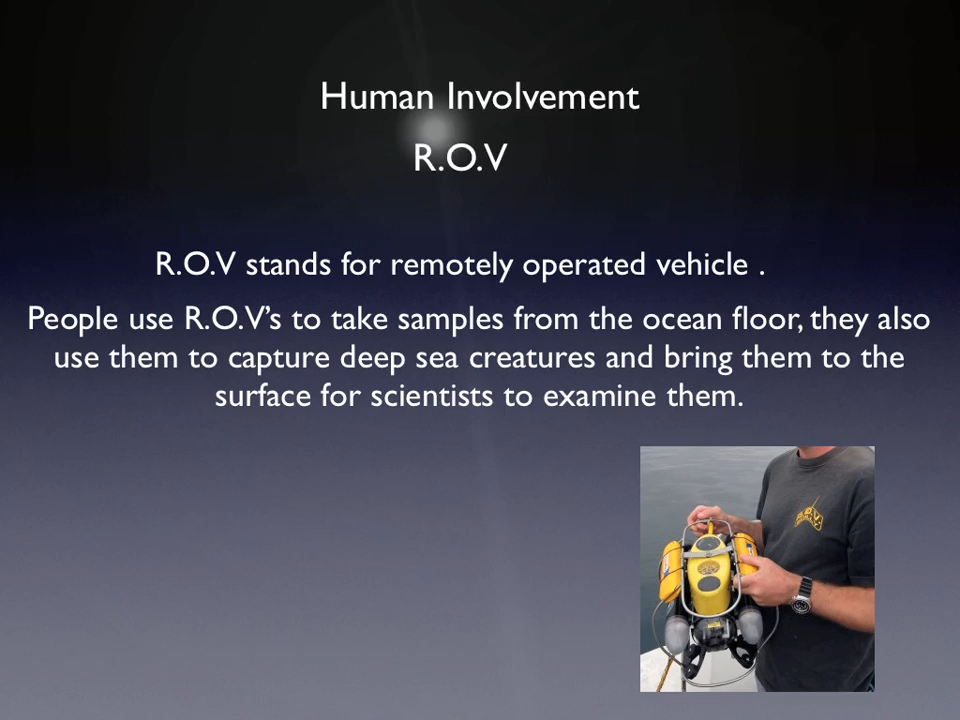 Human Involvement
R.O.V
R.O.V stands for remotely operated vehicle .
People use R.O.V's to take samples from the ocean floor, they also
use them to capture deep sea creatures and bring them to the
surface for scientists to examine them.